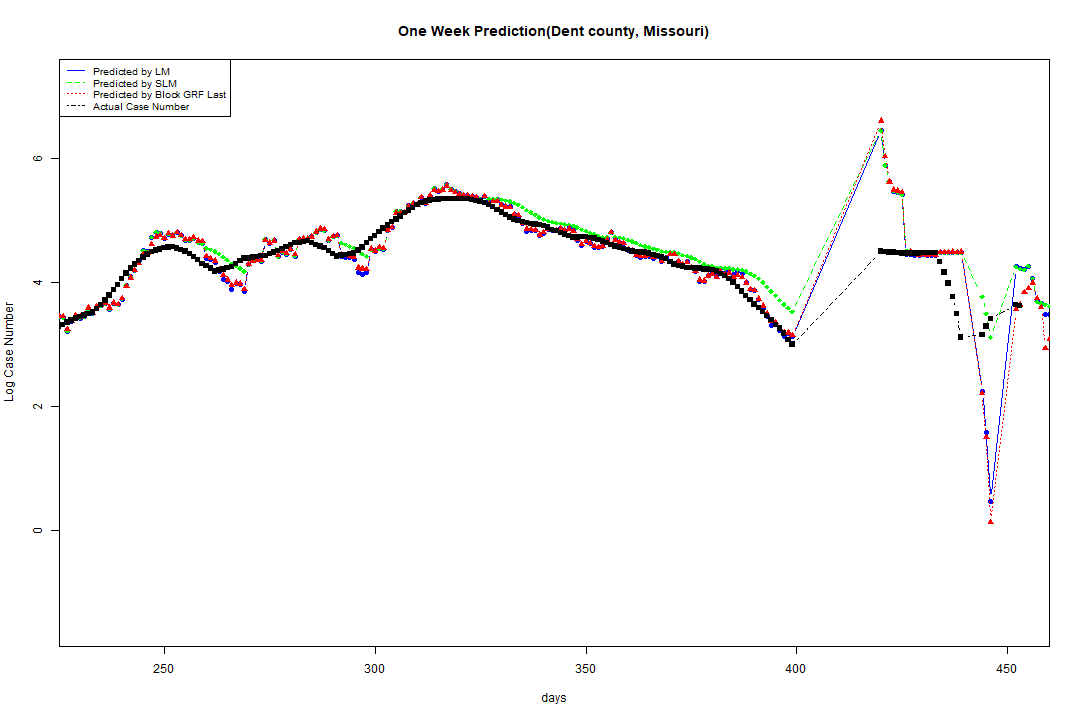 One Week Prediction(Dent county, Missouri)
Predicted by LM
Predicted by SLM
Predicted by Block GRF Last
Actual Case Number
6
4
2
0
Log Case Number
250 300 350 400 450
days